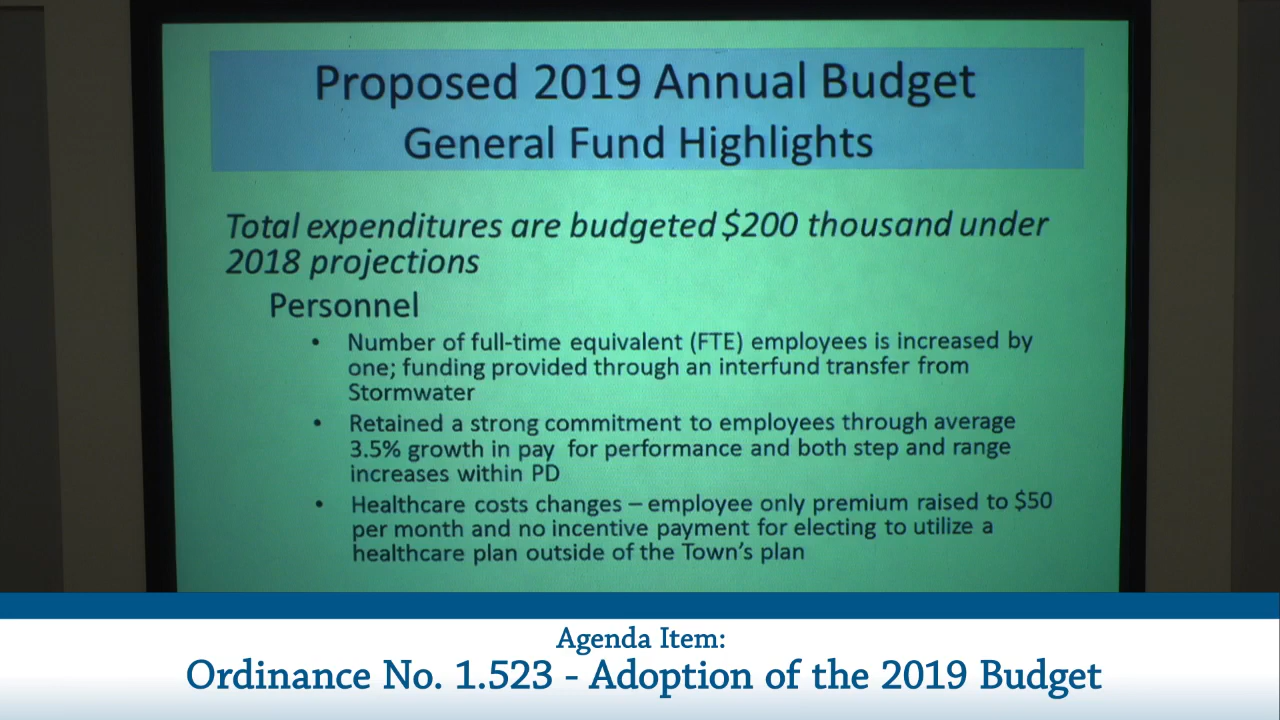 Proposed 2019 Annual Budget
General Fund Highlights
Total expenditures are budgeted $200 thousand under
2018 projections
Personnel
• Number of full-time equivalent (FTE) employees is increased by
one; funding provided through an interfund transfer from
Stormwater
• Retained a strong commitment to employees through average
3.5% growth in pay for performance and both step and range
increases within PD
• Healthcare costs changes – employee only premium raised to $50
per month and no incentive payment for electing to utilize a
healthcare plan outside of the Town's plan
Agenda Item:
Ordinance No. 1.523 - Adoption of the 2019 Budget